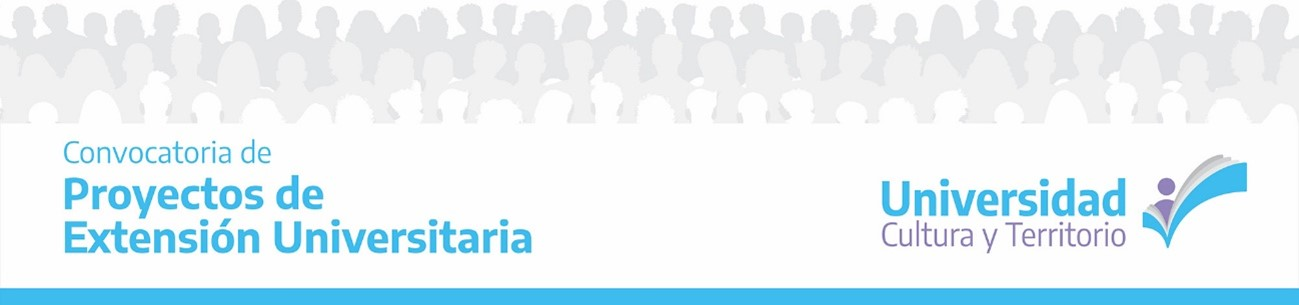 Convocatoria de
Proyectos de
Extensión Universitaria
Universidad
Cultura y Territorio